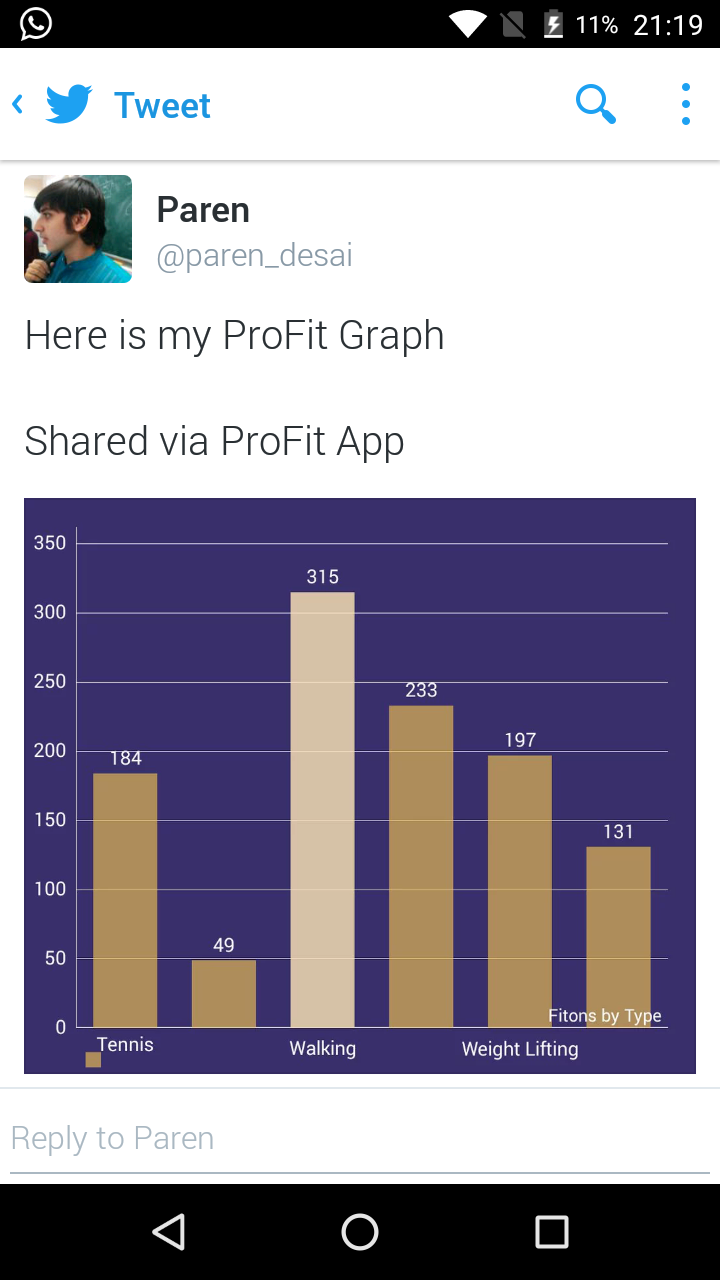 11% 21:19
Tweet
Paren
@paren_desai
Here is my ProFit Graph
Shared via ProFit App
350
315
300
250
233
200
197
184
150
131
100
50
49
0
Fitons by Type
Tennis
Walking
Weight Lifting
Reply to Paren